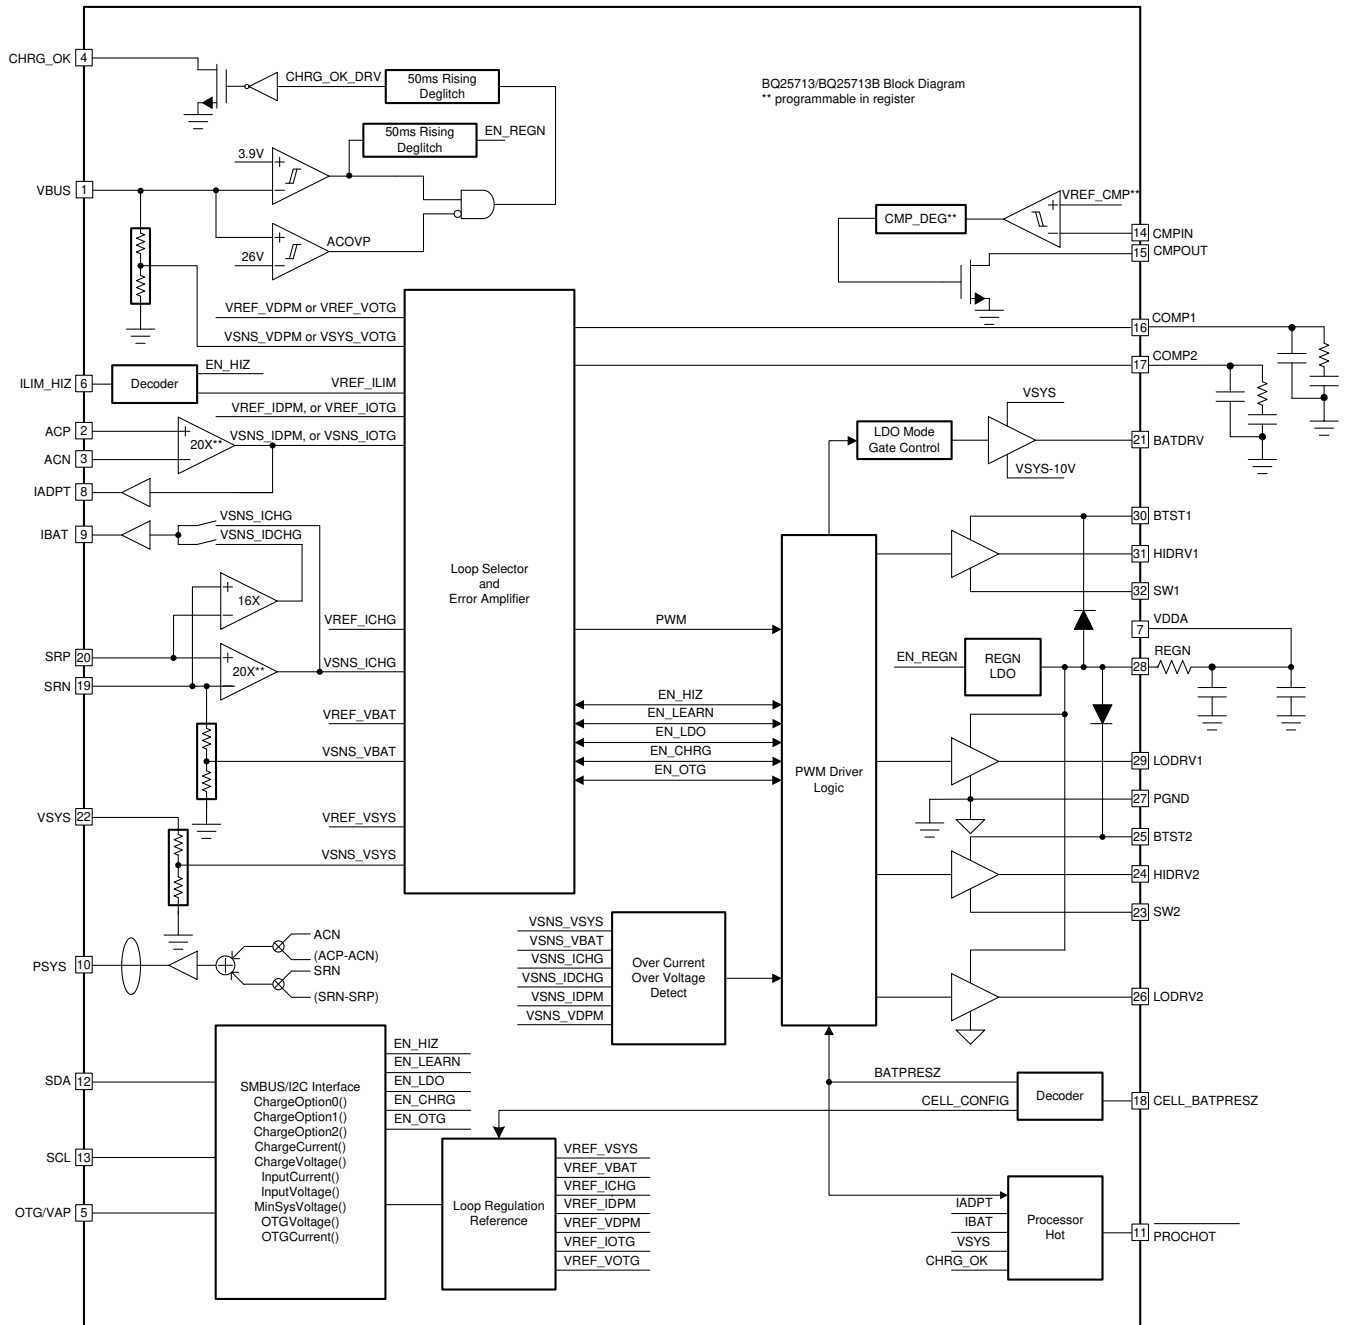 BQ25713/BQ25713B Block Diagram
** programmable in register
CHRG_OK
4
CHRG_OK_DRV
50ms Rising
Deglitch
50ms Rising
Deglitch
EN_REGN
3.9V
+
−
VBUS
1
+
−
26V
ACOVP
VREF_CMP**
+
−
CMP_DEG**
14
CMPIN
15
CMPOUT
VREF_VDPM or VREF_VOTG
VSNS_VDPM or VSYS_VOTG
16
COMP1
17
COMP2
ILIM_HIZ
6
Decoder
EN_HIZ
VREF_ILIM
VREF_IDPM, or VREF_IOTG
ACP
2
+
20X**
VSNS_IDPM, or VSNS_IOTG
ACN
3
−
IADPT
8
IBAT
9
VSNS_ICHG
VSNS_IDCHG
+
16X
−
VREF_ICHG
SRP
20
+
20X**
VSNS_ICHG
SRN
19
−
VREF_VBAT
VSNS_VBAT
VSYS
22
VREF_VSYS
VSNS_VSYS
Loop Selector
and
Error Amplifier
PWM
EN_HIZ
EN_LEARN
EN_LDO
EN_CHRG
EN_OTG
VSYS
LDO Mode
Gate Control
VSYS-10V
21
BATDRV
PWM Driver
Logic
30
BTST1
31
HIDRV1
32
SW1
7
VDDA
EN_REGN
REGN
LDO
28
REGN
29
LODRV1
27
PGND
25
BTST2
24
HIDRV2
23
SW2
26
LODRV2
PSYS
10
+
ACN
(ACP-ACN)
SRN
(SRN-SRP)
VSNS_VSYS
VSNS_VBAT
VSNS_ICHG
VSNS_IDCHG
VSNS_IDPM
VSNS_VDPM
Over Current
Over Voltage
Detect
SDA
12
SCL
13
OTG/VAP
5
SMBUS/I2C Interface
ChargeOption0()
ChargeOption1()
ChargeOption2()
ChargeCurrent()
ChargeVoltage()
InputCurrent()
InputVoltage()
MinSysVoltage()
OTGVoltage()
OTGCurrent()
EN_HIZ
EN_LEARN
EN_LDO
EN_CHRG
EN_OTG
Loop Regulation
Reference
VREF_VSYS
VREF_VBAT
VREF_ICHG
VREF_IDPM
VREF_VDPM
VREF_IOTG
VREF_VOTG
BATPRESZ
CELL_CONFIG
Decoder
18
CELL_BATPRESZ
IADPT
IBAT
VSYS
CHRG_OK
Processor
Hot
11
PROCHOT